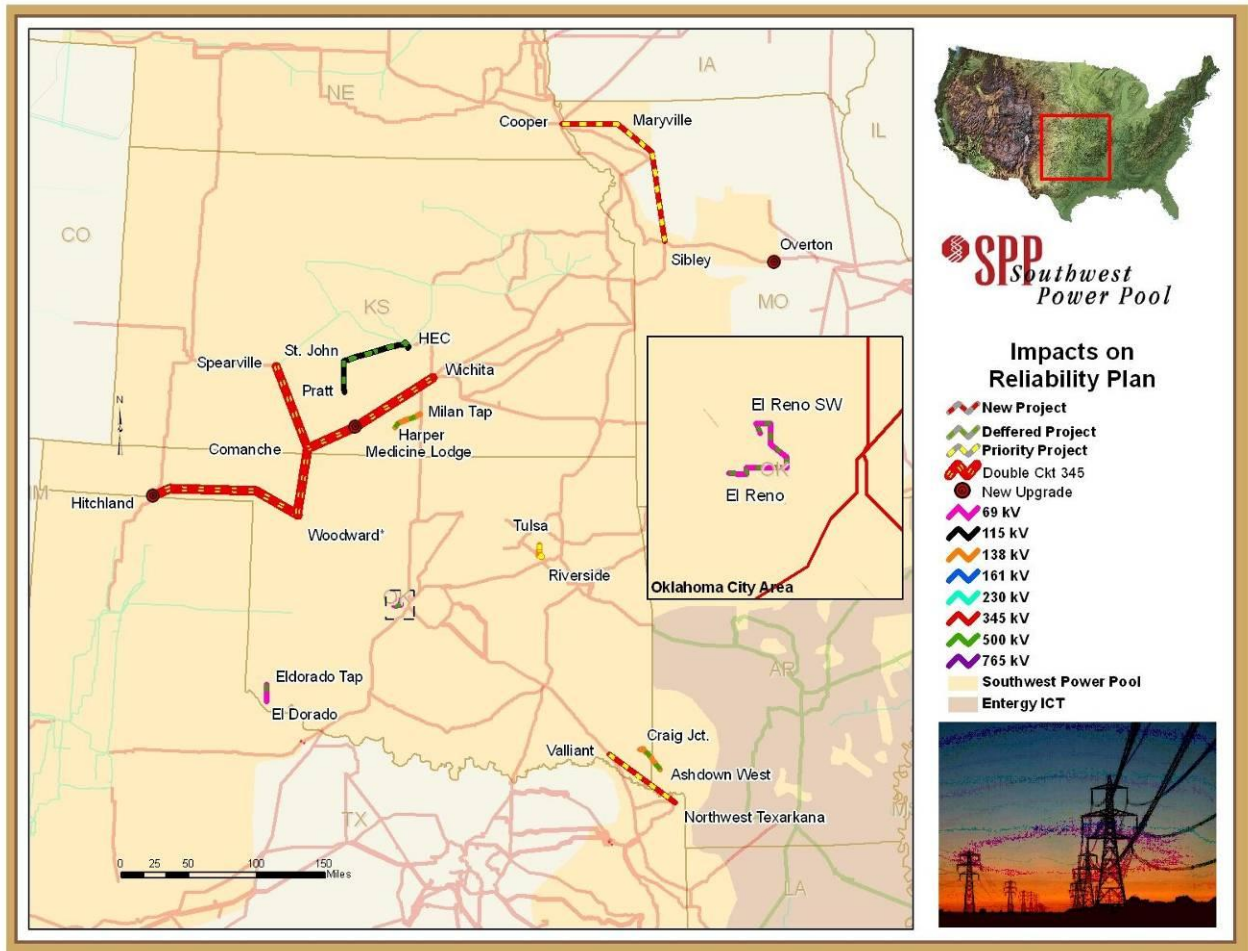 IA
NE
Cooper
Maryville
IL
CO
Overton
Sibley
MO
KS
HEC
St. John
Spearville
Wichita
Pratt
Milan Tap
Harper
Comanche
Medicine Lodge
Hitchland
Woodward*
Tulsa
Riverside
N
El Reno SW
OK
El Reno
Oklahoma City Area
OK
AR
Eldorado Tap
El Dorado
Craig Jct.
Valliant
Ashdown West
Northwest Texarkana
TX
LA
0 25 50 100 150
Miles
SPP
Southwest
Power Pool
Impacts on
Reliability Plan
New Project
Deffered Project
Priority Project
Double Ckt 345
New Upgrade
69 kV
115 kV
138 kV
161 kV
230 kV
345 kV
500 kV
765 kV
Southwest Power Pool
Entergy ICT